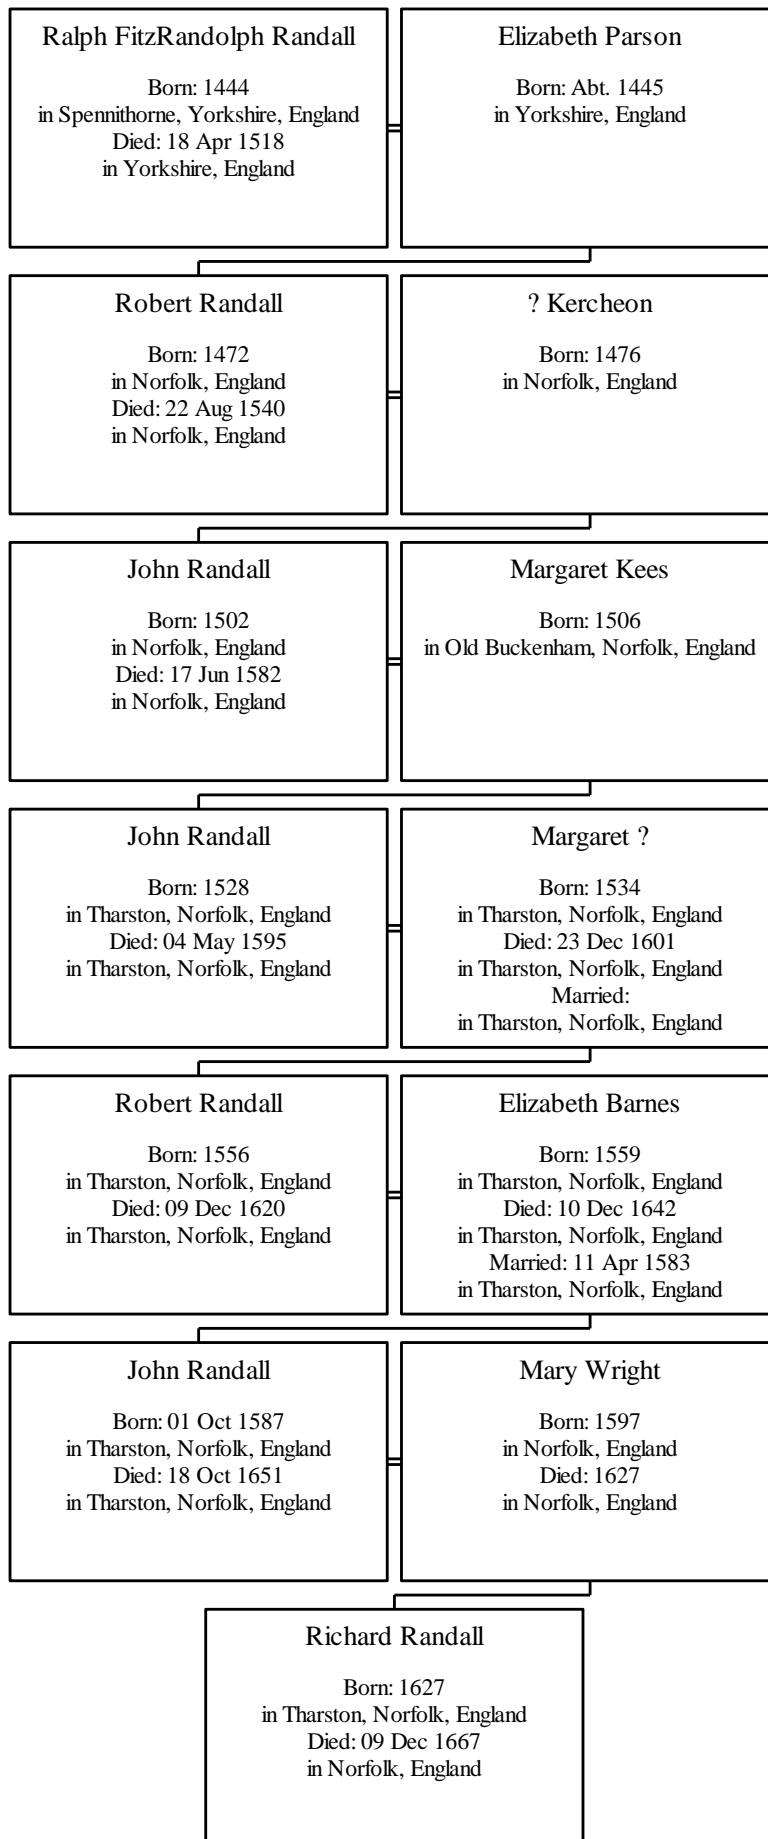 Ralph FitzRandolph Randall
Born: 1444
in Spennithorne, Yorkshire, England
Died: 18 Apr 1518
in Yorkshire, England
Elizabeth Parson
Born: Abt. 1445
in Yorkshire, England
Robert Randall
Born: 1472
in Norfolk, England
Died: 22 Aug 1540
in Norfolk, England
? Kercheon
Born: 1476
in Norfolk, England
John Randall
Born: 1502
in Norfolk, England
Died: 17 Jun 1582
in Norfolk, England
Margaret Kees
Born: 1506
in Old Buckenham, Norfolk, England
John Randall
Born: 1528
in Tharston, Norfolk, England
Died: 04 May 1595
in Tharston, Norfolk, England
Margaret ?
Born: 1534
in Tharston, Norfolk, England
Died: 23 Dec 1601
in Tharston, Norfolk, England
Married:
in Tharston, Norfolk, England
Robert Randall
Born: 1556
in Tharston, Norfolk, England
Died: 09 Dec 1620
in Tharston, Norfolk, England
Elizabeth Barnes
Born: 1559
in Tharston, Norfolk, England
Died: 10 Dec 1642
in Tharston, Norfolk, England
Married: 11 Apr 1583
in Tharston, Norfolk, England
John Randall
Born: 01 Oct 1587
in Tharston, Norfolk, England
Died: 18 Oct 1651
in Tharston, Norfolk, England
Mary Wright
Born: 1597
in Norfolk, England
Died: 1627
in Norfolk, England
Richard Randall
Born: 1627
in Tharston, Norfolk, England
Died: 09 Dec 1667
in Norfolk, England